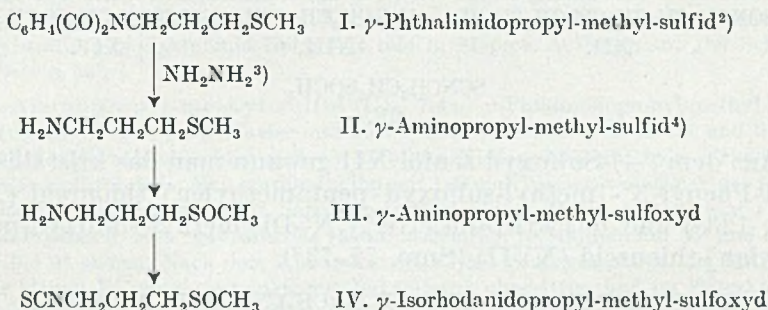 C₆H₄(CO)₂NCH₂CH₂CH₂SCH₃ I. γ-Phthalimidopropyl-methyl-sulfid²)
NH₂NH₂³)
H₂NCH₂CH₂CH₂SCH₃ II. γ-Aminopropyl-methyl-sulfid⁴)
H₂NCH₂CH₂CH₂SOCH₃ III. γ-Aminopropyl-methyl-sulfoxyd
SCNCH₂CH₂CH₂SOCH₃ IV. γ-Isorhodanidopropyl-methyl-sulfoxyd